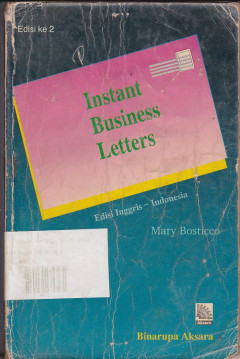 Edisi ke 2
Instant
Business
Letters
Edisi Inggris - Indonesia
Mary Bosticco
Binarupa Aksara